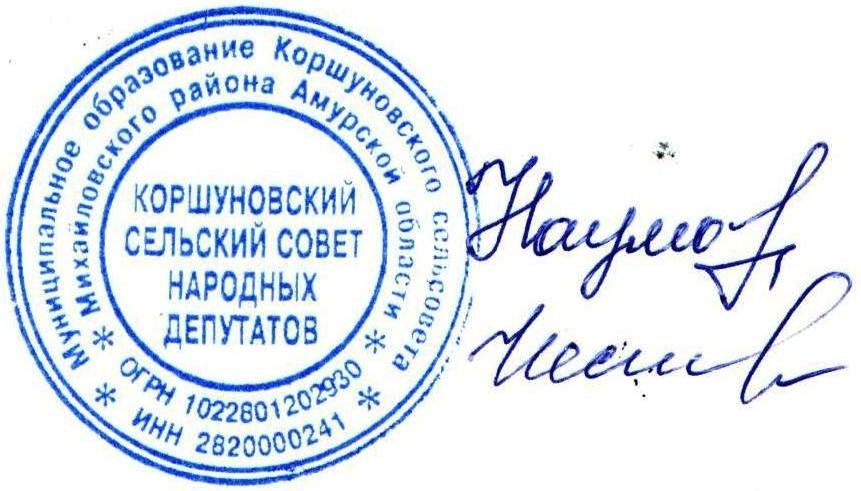 Муниципальное образование Коршуновского сельсовета
* Михайловского района Амурской области *
КОРШУНОВСКИЙ
СЕЛЬСКИЙ СОВЕТ
НАРОДНЫХ
ДЕПУТАТОВ
ОГРН 1022801202930
* ИНН 2820000241 *